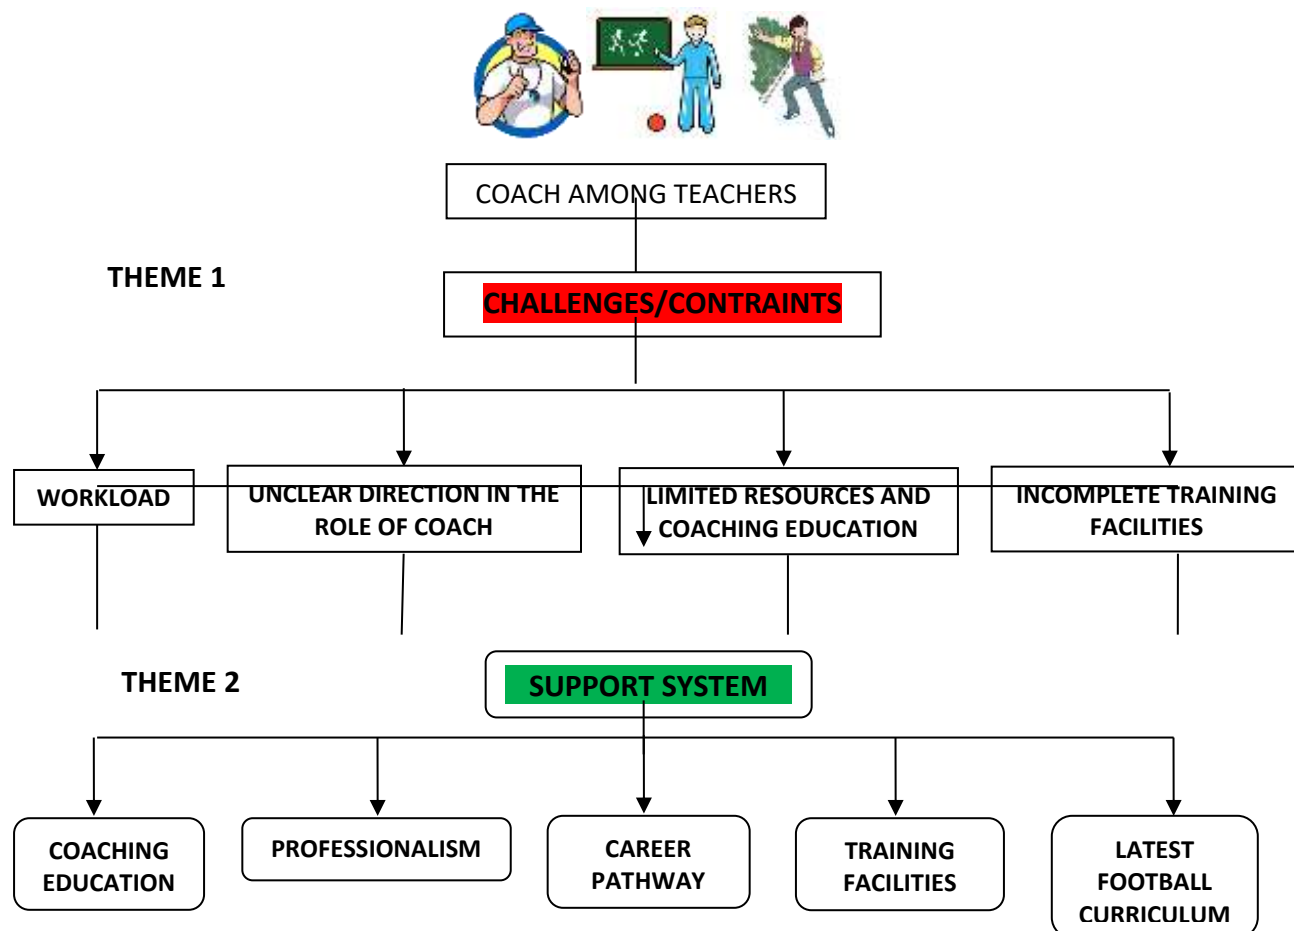 COACH AMONG TEACHERS
THEME 1
CHALLENGES/CONTRAINTS
WORKLOAD
UNCLEAR DIRECTION IN THE
ROLE OF COACH
LIMITED RESOURCES AND
COACHING EDUCATION
INCOMPLETE TRAINING
FACILITIES
THEME 2
SUPPORT SYSTEM
COACHING
EDUCATION
PROFESSIONALISM
CAREER
PATHWAY
TRAINING
FACILITIES
LATEST
FOOTBALL
CURRICULUM